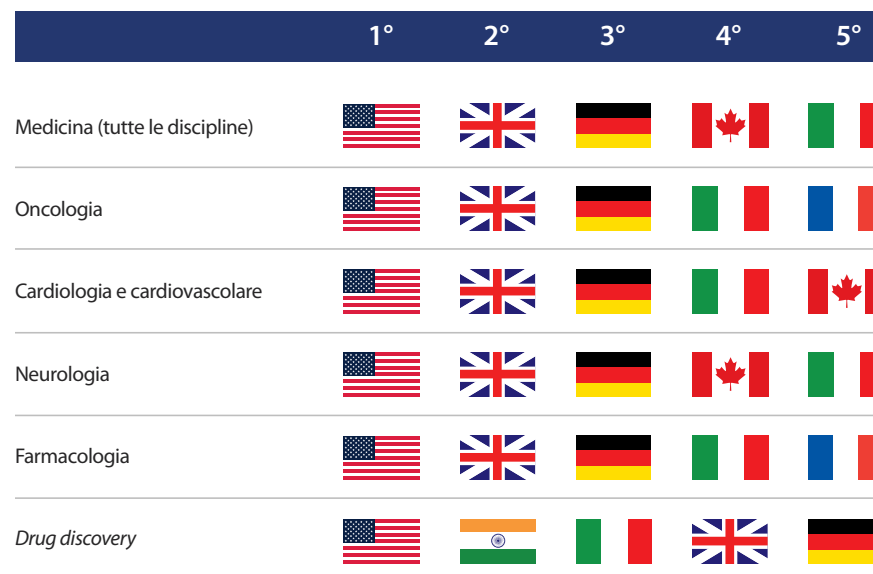 1° 2° 3° 4° 5°
Medicina (tutte le discipline)
Oncologia
Cardiologia e cardiovascolare
Neurologia
Farmacologia
Drug discovery